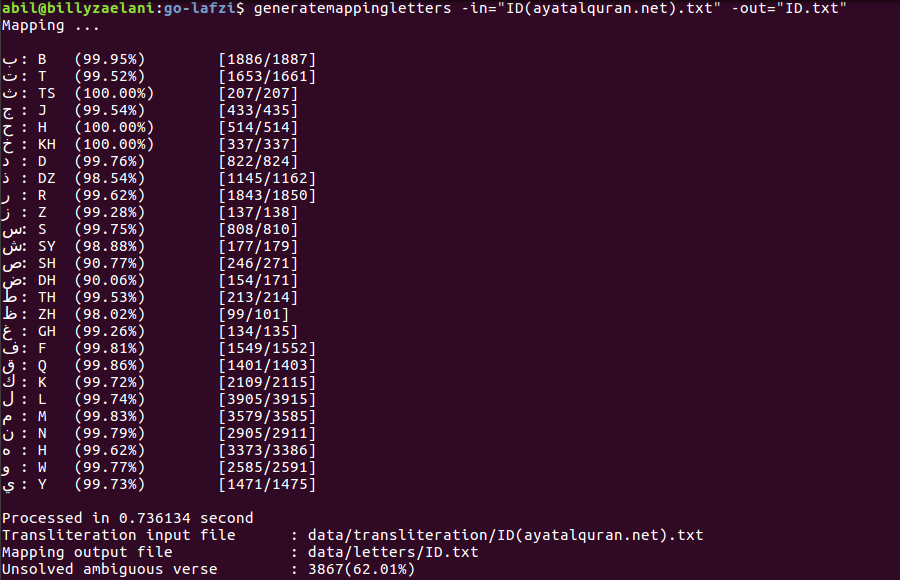 abil@billyzaelani:go-lafzi$ generatemappingletters -in="ID(ayatalquran.net).txt" -out="ID.txt"
Mapping ...
ب : B (99.95%) [1886/1887]
ت : T (99.52%) [1653/1661]
ث : TS (100.00%) [207/207]
ج : J (99.54%) [433/435]
ح : H (100.00%) [514/514]
خ : KH (100.00%) [337/337]
د : D (99.76%) [822/824]
ذ : DZ (98.54%) [1145/1162]
ر : R (99.62%) [1843/1850]
ز : Z (99.28%) [137/138]
س: S (99.75%) [808/810]
ش: SY (98.88%) [177/179]
ص: SH (90.77%) [246/271]
ض: DH (90.06%) [154/171]
ط : TH (99.53%) [213/214]
ظ : ZH (98.02%) [99/101]
غ : GH (99.26%) [134/135]
ف : F (99.81%) [1549/1552]
ق : Q (99.86%) [1401/1403]
ك : K (99.72%) [2109/2115]
ل : L (99.74%) [3905/3915]
م : M (99.83%) [3579/3585]
ن : N (99.79%) [2905/2911]
ه : H (99.62%) [3373/3386]
و : W (99.77%) [2585/2591]
ي : Y (99.73%) [1471/1475]
Processed in 0.736134 second
Transliteration input file : data/transliteration/ID(ayatalquran.net).txt
Mapping output file : data/letters/ID.txt
Unsolved ambiguous verse : 3867(62.01%)